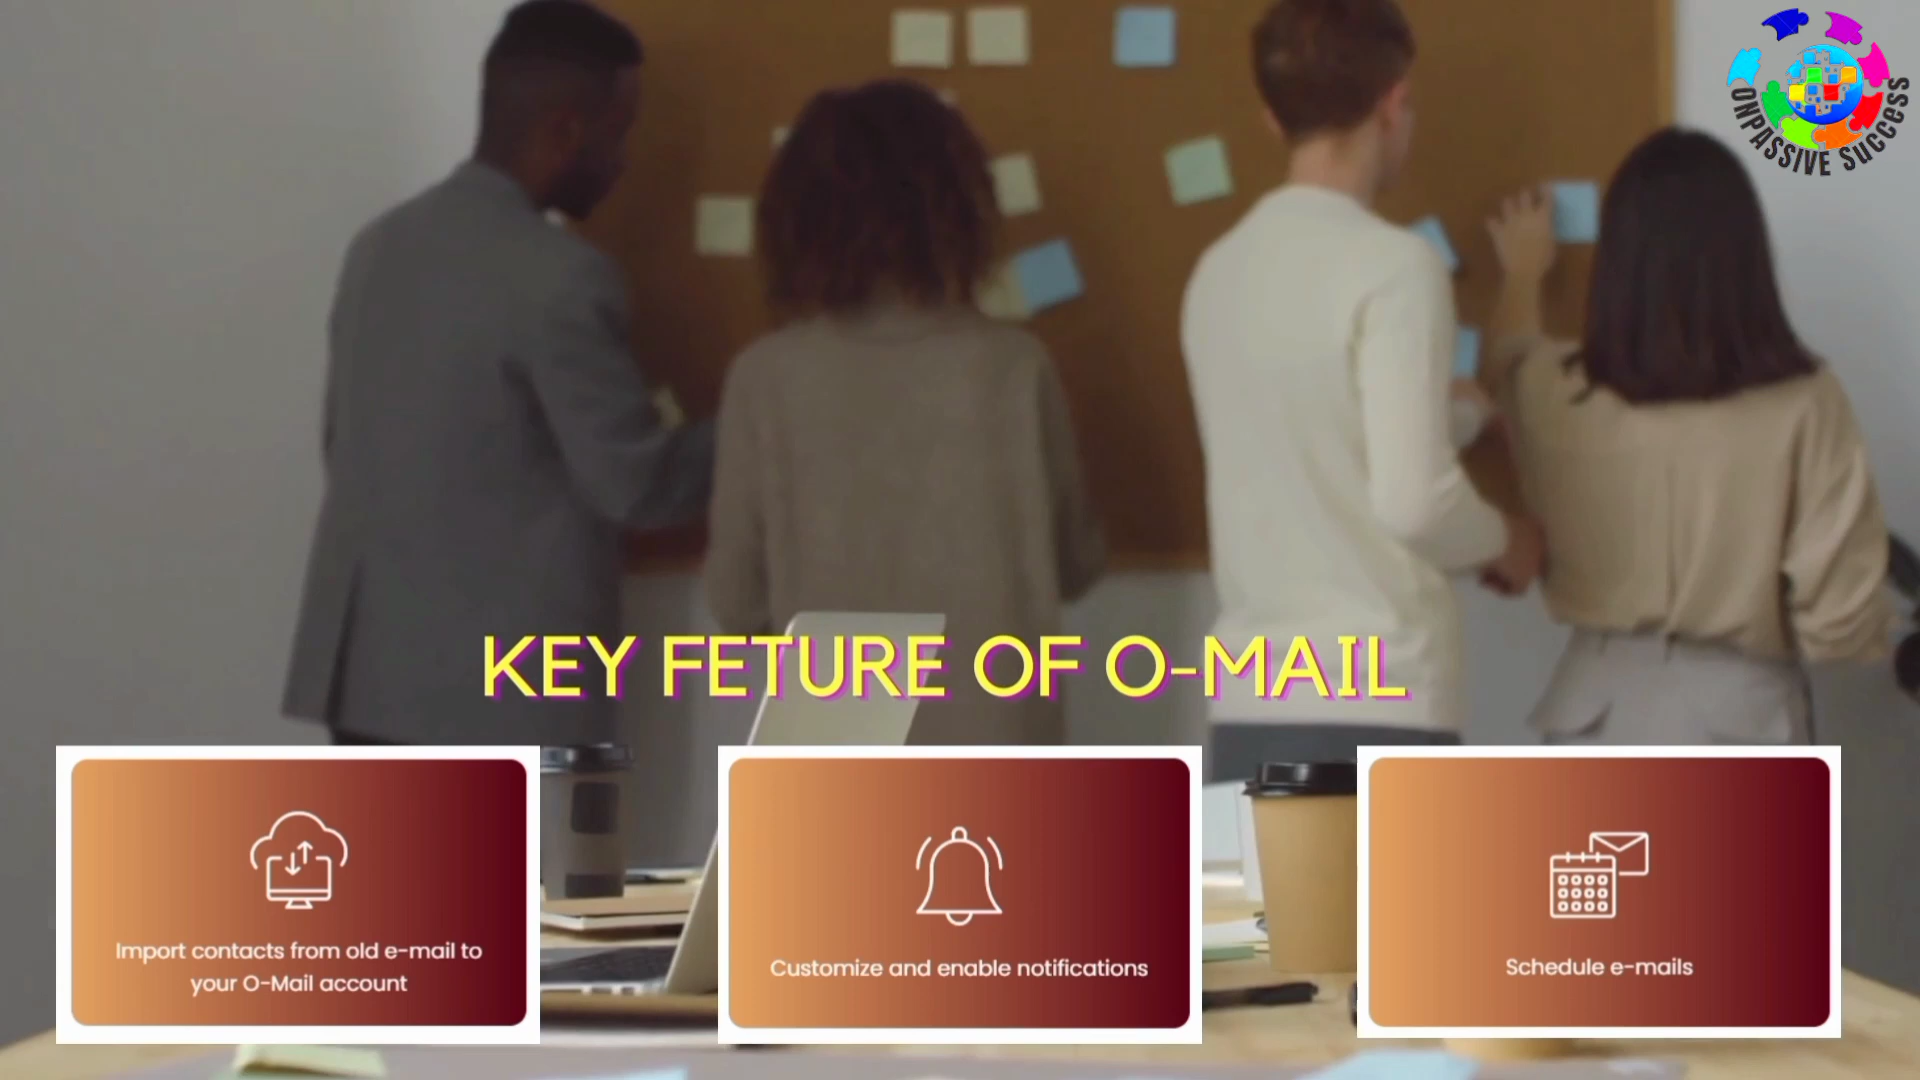 ONPASSIVE SUCCESS
KEY FETURE OF O-MAIL
Import contacts from old e-mail to
your O-Mail account
Customize and enable notifications
Schedule e-mails